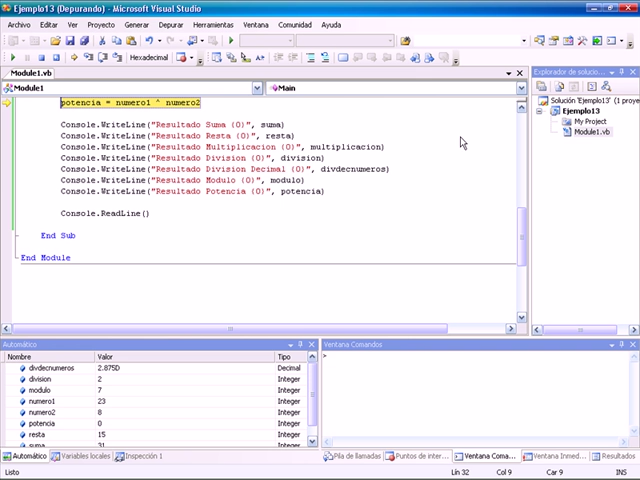 Ejemplo13 (Depurando) - Microsoft Visual Studio
Archivo Editar Ver Proyecto Generar Depurar Herramientas Ventana Comunidad Ayuda
Hexadecimal
Module1.vb
Explorador de solucio...
Module1
Main
Solución 'Ejemplo13' (1 proye
Ejemplo13
My Project
Module1.vb
potencia = numero1 ^ numero2
Console.WriteLine("Resultado Suma {0}", suma)
Console.WriteLine("Resultado Resta {0}", resta)
Console.WriteLine("Resultado Multiplicacion {0}", multiplicacion)
Console.WriteLine("Resultado Division {0}", division)
Console.WriteLine("Resultado Division Decimal {0}", divdecnumeros)
Console.WriteLine("Resultado Modulo {0}", modulo)
Console.WriteLine("Resultado Potencia {0}", potencia)
Console.ReadLine()
End Sub
End Module
Automático
Nombre Valor Tipo
divdecnumeros 2.875D Decimal
division 2 Integer
modulo 7 Integer
numero1 23 Integer
numero2 8 Integer
potencia 0 Integer
resta 15 Integer
suma 31 Integer
Automático Variables locales Inspección 1
Ventana Comandos
>
Pila de llamadas Puntos de inter... Ventana Coma... Ventana Inmed... Resultados
Listo Lín 32 Col 9 Car 9 INS